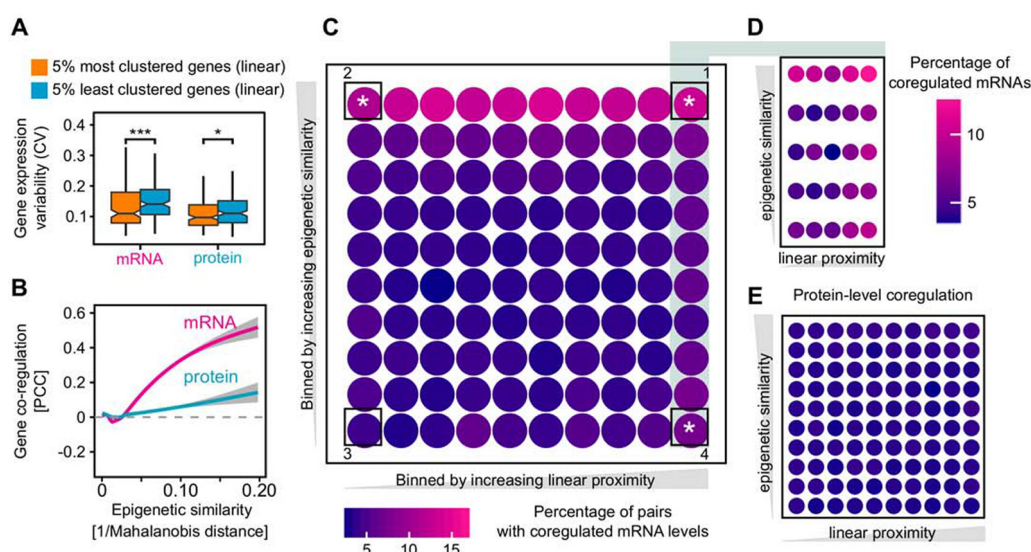 A
5% most clustered genes (linear)
5% least clustered genes (linear)
Gene expression
variability (CV)
0.4
0.3
0.2
0.1
***
*
mRNA
protein
B
Gene co-regulation
[PCC]
0.6
0.4
0.2
0
-0.2
mRNA
protein
0
0.10
0.20
Epigenetic similarity
[1/Mahalanobis distance]
C
Binned by increasing epigenetic similarity
2
1
*
*
*
3
4
Binned by increasing linear proximity
5
10
15
Percentage of pairs
with coregulated mRNA levels
D
epigenetic similarity
linear proximity
Percentage of
coregulated mRNAs
10
5
E
Protein-level coregulation
epigenetic similarity
linear proximity